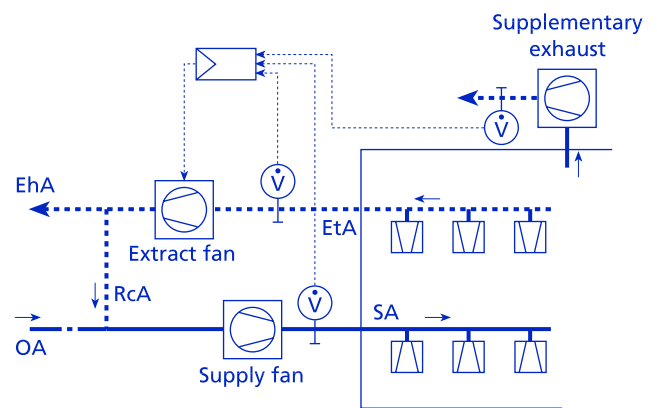 Supplementary
exhaust
V̇
V̇
EhA
EtA
Extract fan
RcA
V̇
SA
OA
Supply fan